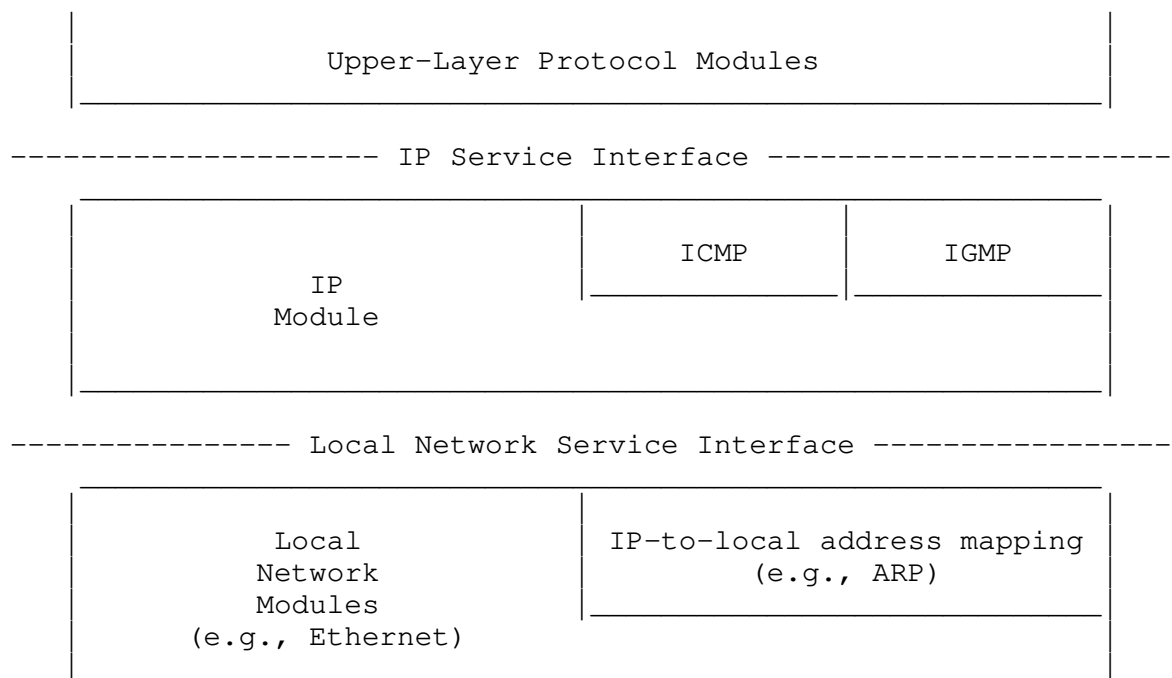 Upper-Layer Protocol Modules
IP Service Interface
ICMP IGMP
IP
Module
Local Network Service Interface
Local IP-to-local address mapping
Network (e.g., ARP)
Modules
(e.g., Ethernet)